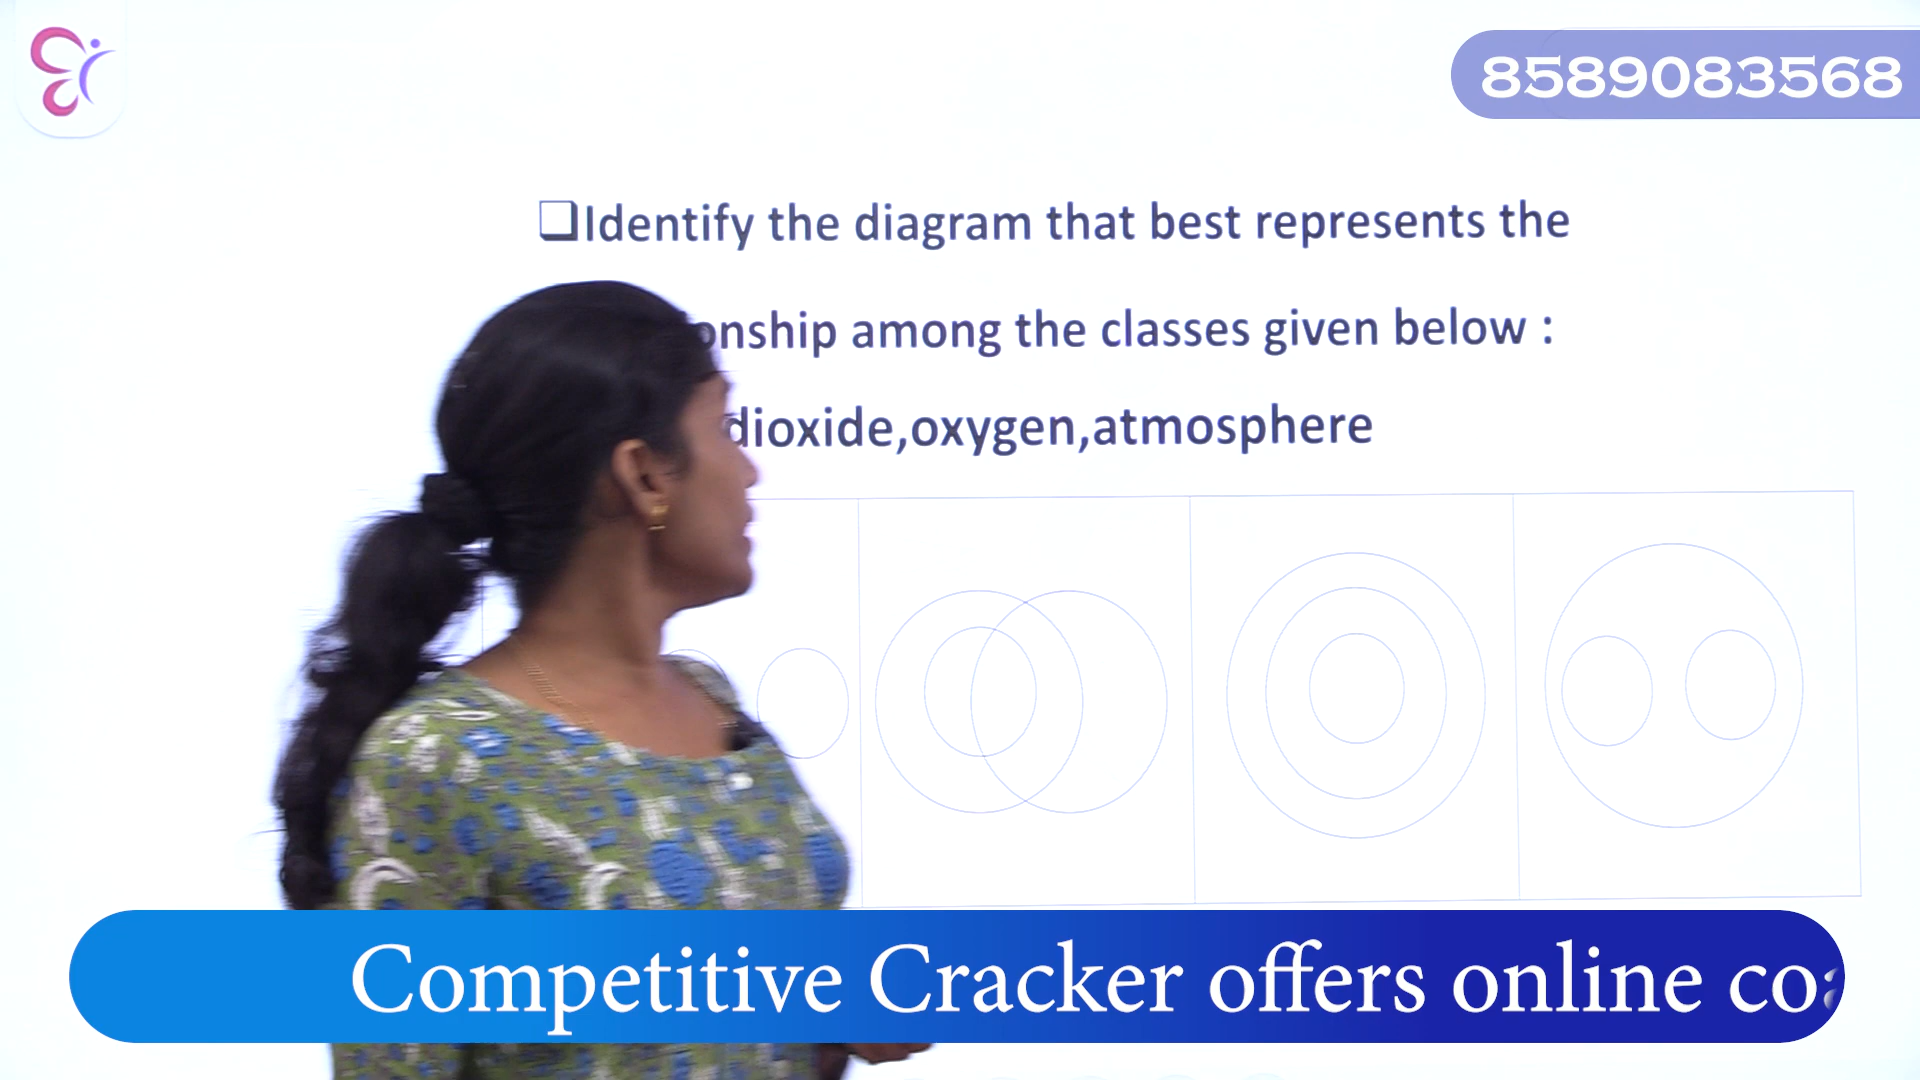 8589083568
Identify the diagram that best represents the
onship among the classes given below :
dioxide,oxygen,atmosphere
Competitive Cracker offers online co